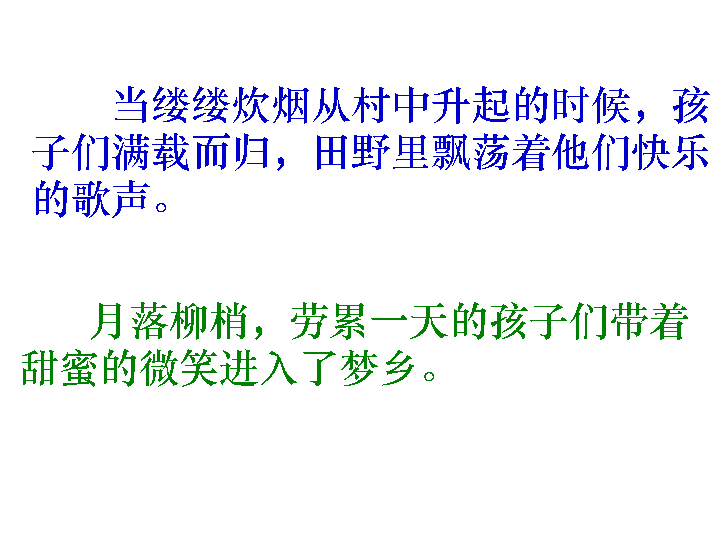 当缕缕炊烟从村中升起的时候，孩
子们满载而归，田野里飘荡着他们快乐
的歌声。
月落柳梢，劳累一天的孩子们带着
甜蜜的微笑进入了梦乡。